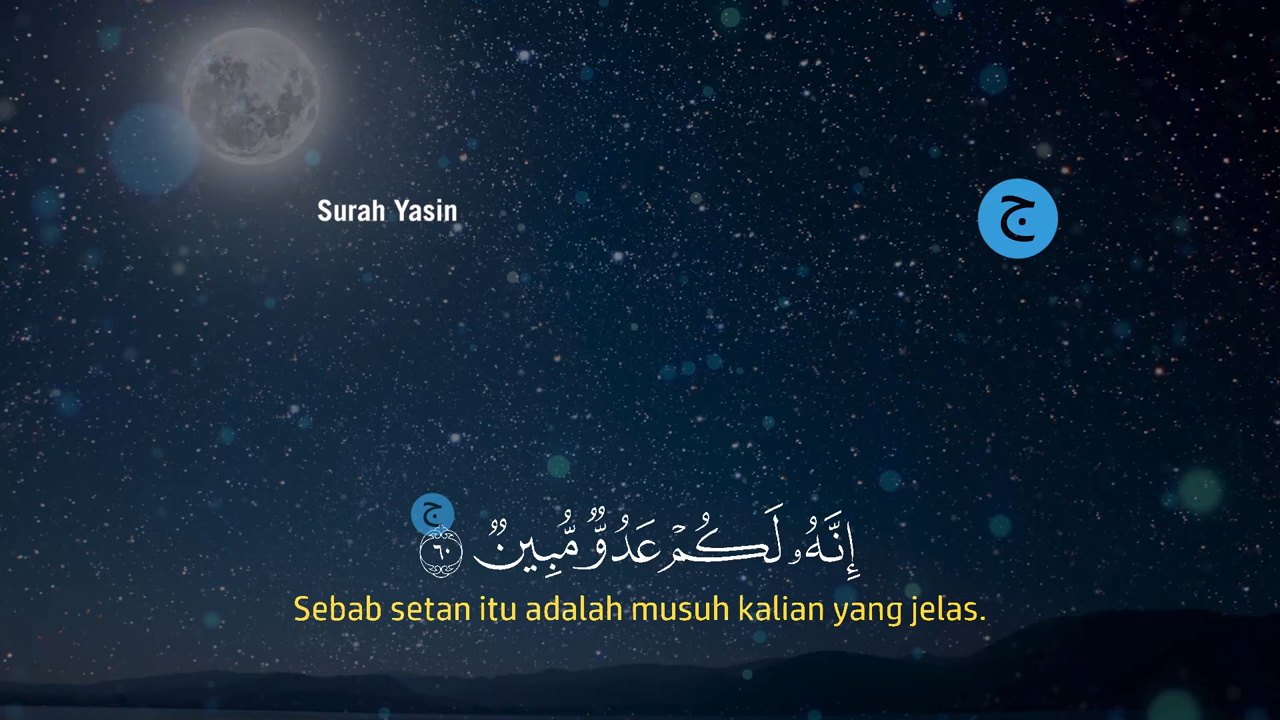 Surah Yasin
ج
ج
إِنَّهُۥ لَكُمۡ عَدُوّٞ مُّبِينٞ ٦٠
Sebab setan itu adalah musuh kalian yang jelas.